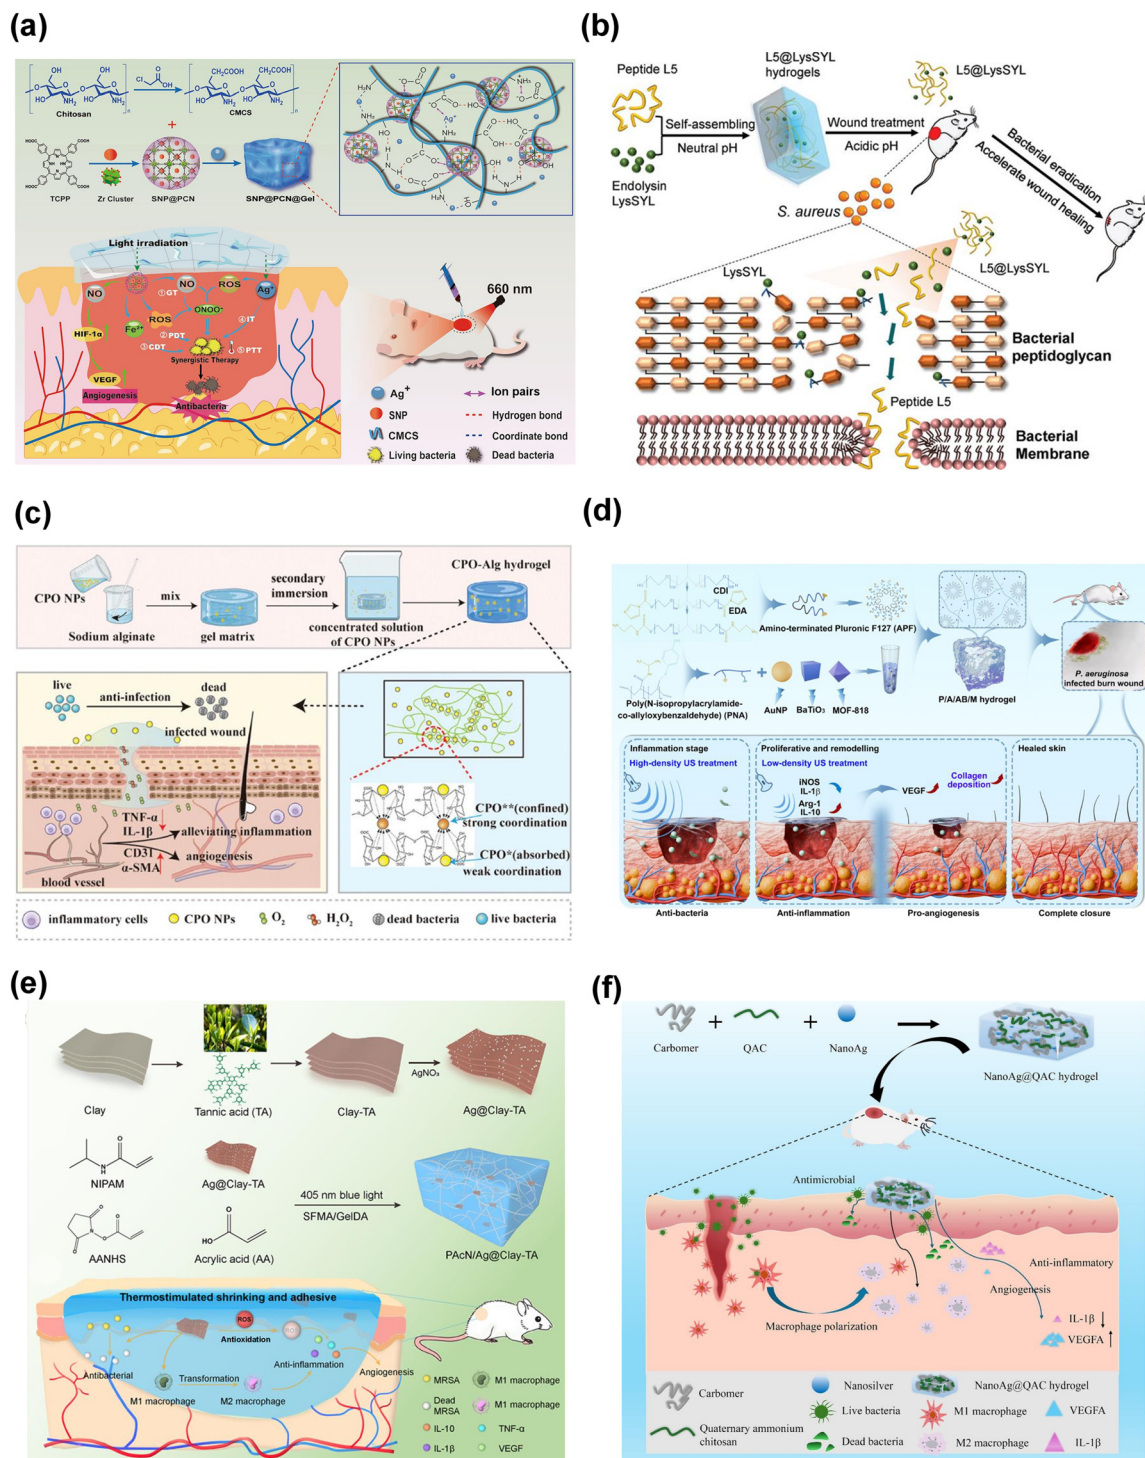 (a)
OH
OH
Cl
O
OH
CH₂COOH
CH₂COOH
Chitosan
CMCS
TCPP
Zr Cluster
SNP@PCN
SNP@PCN@Gel
Light irradiation
NO
①GT
NO
ROS
Ag⁺
ROS
ONOO⁻
④IT
HIF-1α
Fe²⁺
②PDT
③CDT
⑤PTT
Synergistic Therapy
VEGF
Angiogenesis
Antibacteria
660 nm
Ag⁺
Ion pairs
SNP
Hydrogen bond
CMCS
Coordinate bond
Living bacteria
Dead bacteria
(b)
Peptide L5
L5@LysSYL
hydrogels
L5@LysSYL
Self-assembling
Neutral pH
Wound treatment
Acidic pH
Endolysin
LysSYL
Bacterial eradication
Accelerate wound healing
S. aureus
L5@LysSYL
LysSYL
Bacterial
peptidoglycan
Peptide L5
Bacterial
Membrane
(c)
CPO NPs
Sodium alginate
mix
gel matrix
secondary
immersion
concentrated solution
of CPO NPs
CPO-Alg hydrogel
live
anti-infection
dead
infected wound
TNF-α
IL-1β
alleviating inflammation
CD31
α-SMA
angiogenesis
blood vessel
CPO**(confined)
strong coordination
CPO*(absorbed)
weak coordination
inflammatory cells
CPO NPs
O₂
H₂O₂
dead bacteria
live bacteria
(d)
CDI
EDA
Amino-terminated Pluronic F127 (APF)
Poly(N-isopropylacrylamide-
co-allyloxybenzaldehyde) (PNA)
AuNP
BaTiO₃
MOF-818
P/A/AB/M hydrogel
P. aeruginosa
infected burn wound
Inflammation stage
High-density US treatment
Proliferative and remodelling
Low-density US treatment
iNOS
IL-1β
Arg-1
IL-10
VEGF
Collagen
deposition
Healed skin
Anti-bacteria
Anti-inflammation
Pro-angiogenesis
Complete closure
(e)
Clay
Tannic acid (TA)
Clay-TA
AgNO₃
Ag@Clay-TA
NIPAM
Ag@Clay-TA
405 nm blue light
SFMA/GelDA
AANHS
Acrylic acid (AA)
PAcN/Ag@Clay-TA
Thermostimulated shrinking and adhesive
ROS
ROS
Antioxidation
Antibacterial
Anti-inflammation
Angiogenesis
Transformation
M1 macrophage
M2 macrophage
MRSA
M1 macrophage
Dead
MRSA
M1 macrophage
IL-10
TNF-α
IL-1β
VEGF
(f)
Carbomer
QAC
NanoAg
NanoAg@QAC hydrogel
Antimicrobial
Anti-inflammatory
Angiogenesis
Macrophage polarization
IL-1β
VEGFA
Carbomer
Nanosilver
NanoAg@QAC hydrogel
Quaternary ammonium
chitosan
Live bacteria
M1 macrophage
VEGFA
Dead bacteria
M2 macrophage
IL-1β